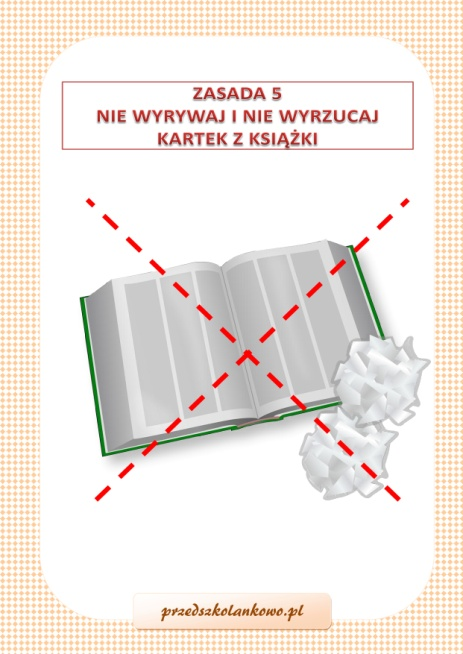 ZASADA 5
NIE WYRYWAJ I NIE WYRZUCAJ
KARTEK Z KSIĄŻKI
przedszkolankowo.pl